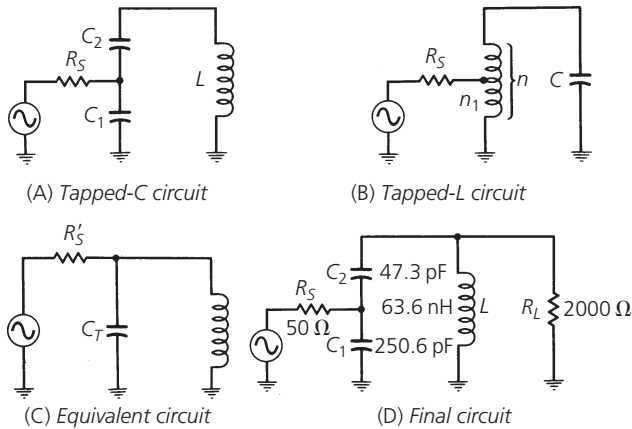 C2
RS
C1
L
(A) Tapped-C circuit
RS
n1
n
C
(B) Tapped-L circuit
R'S
CT
(C) Equivalent circuit
C2 47.3 pF
RS
50 Ω
63.6 nH L
C1 250.6 pF
RL 2000 Ω
(D) Final circuit